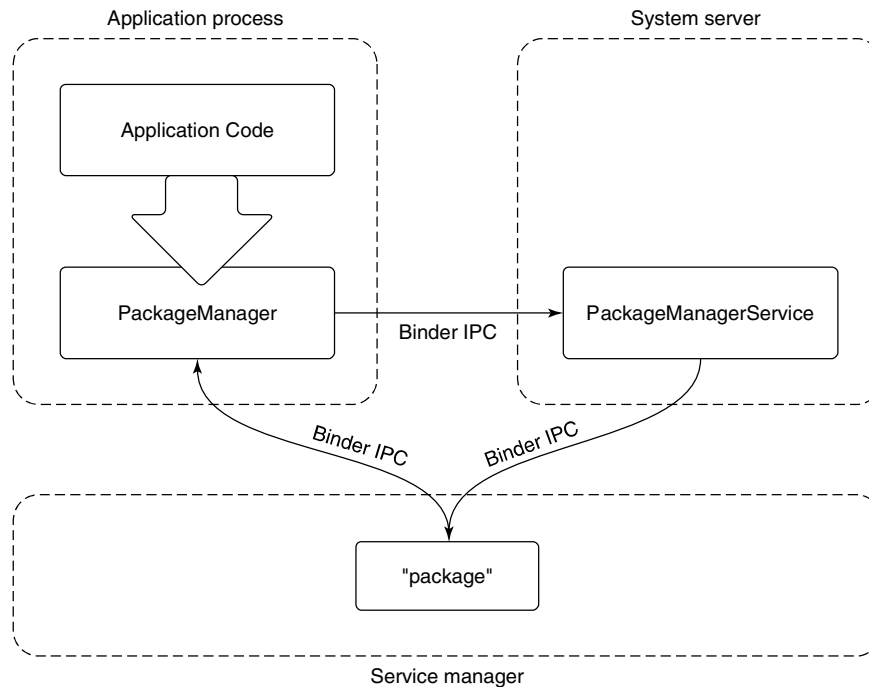 Application process
System server
Application Code
PackageManager
Binder IPC
PackageManagerService
Binder IPC
Binder IPC
"package"
Service manager